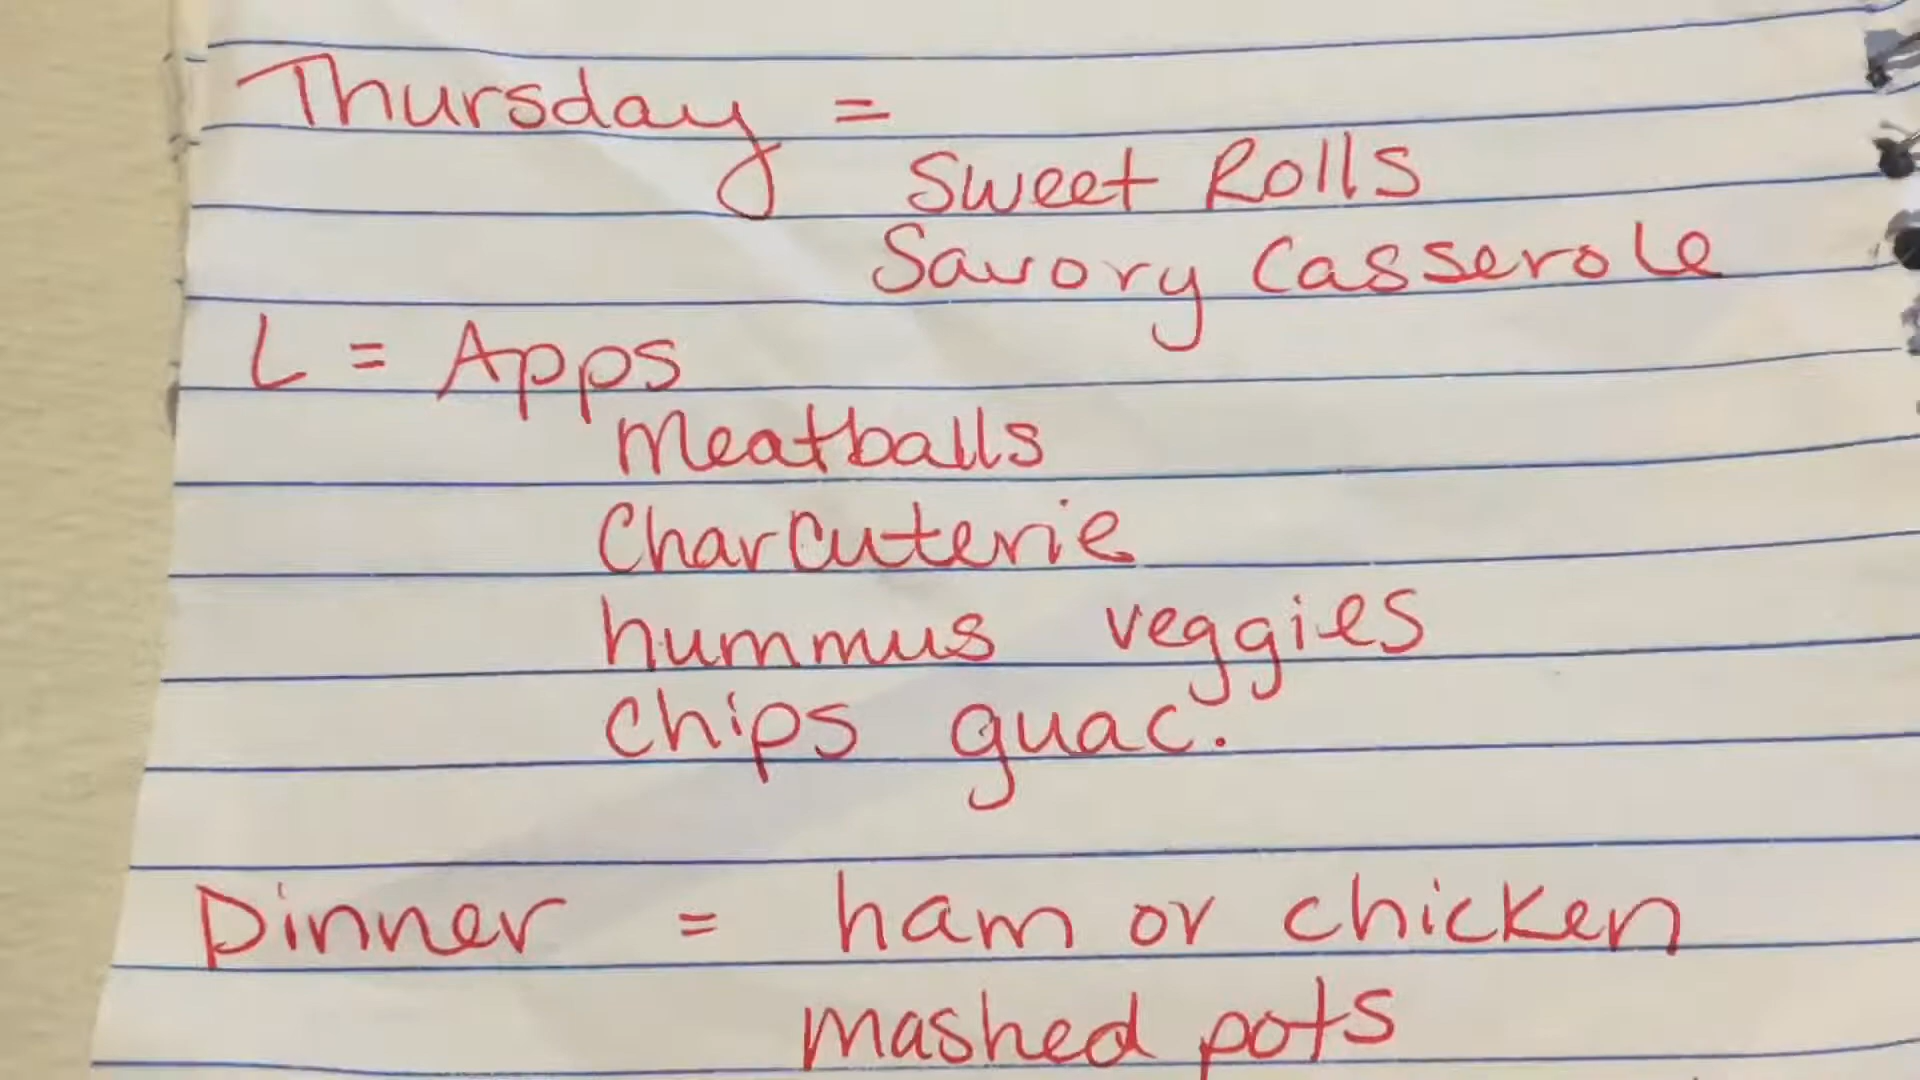 Thursday =
Sweet Rolls
Savory Casserole
L = Apps
Meatballs
Charcuterie
hummus veggies
chips guac.
Dinner = ham or chicken
mashed pots